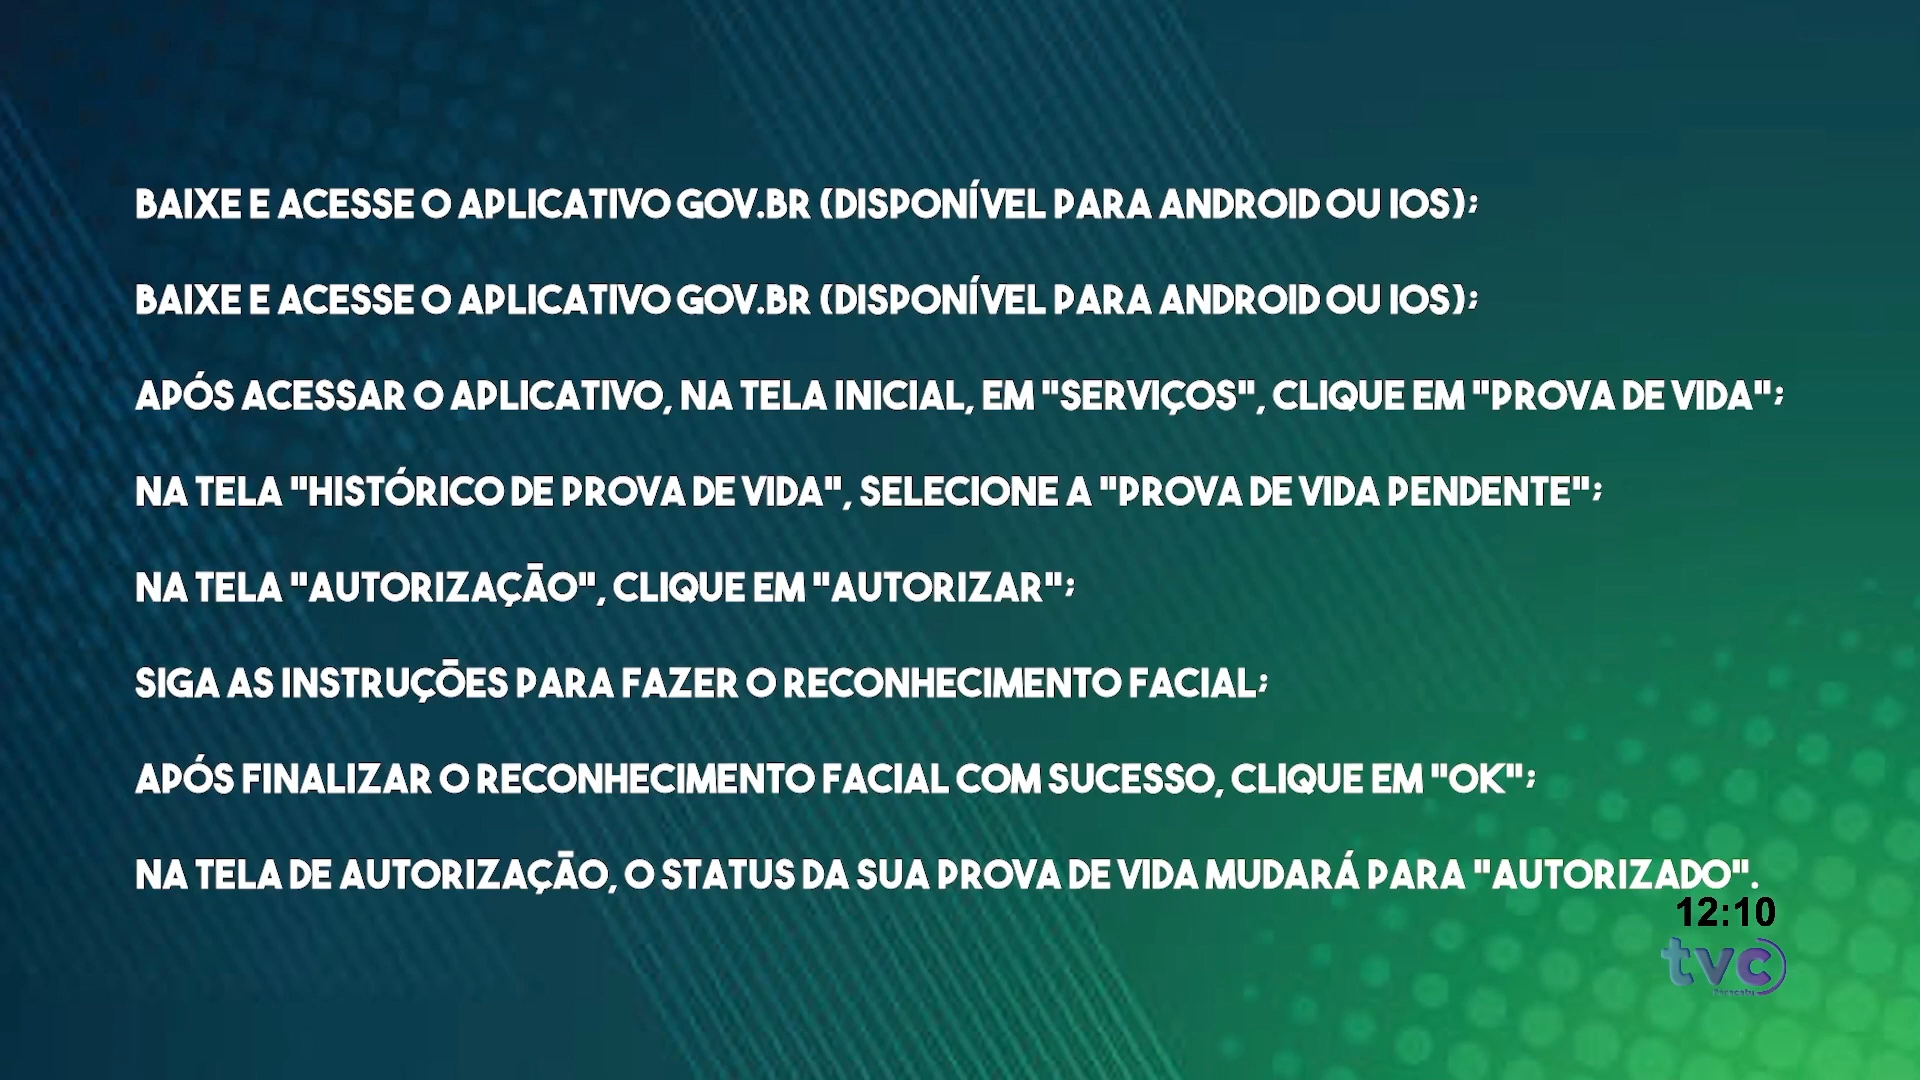 BAIXE E ACESSE O APLICATIVO GOV.BR (DISPONÍVEL PARA ANDROID OU IOS);
BAIXE E ACESSE O APLICATIVO GOV.BR (DISPONÍVEL PARA ANDROID OU IOS);
APÓS ACESSAR O APLICATIVO, NA TELA INICIAL, EM "SERVIÇOS", CLIQUE EM "PROVA DE VIDA";
NA TELA "HISTÓRICO DE PROVA DE VIDA", SELECIONE A "PROVA DE VIDA PENDENTE";
NA TELA "AUTORIZAÇÃO", CLIQUE EM "AUTORIZAR";
SIGA AS INSTRUÇÕES PARA FAZER O RECONHECIMENTO FACIAL;
APÓS FINALIZAR O RECONHECIMENTO FACIAL COM SUCESSO, CLIQUE EM "OK";
NA TELA DE AUTORIZAÇÃO, O STATUS DA SUA PROVA DE VIDA MUDARÁ PARA "AUTORIZADO".
12:10
tvc
Paracatu